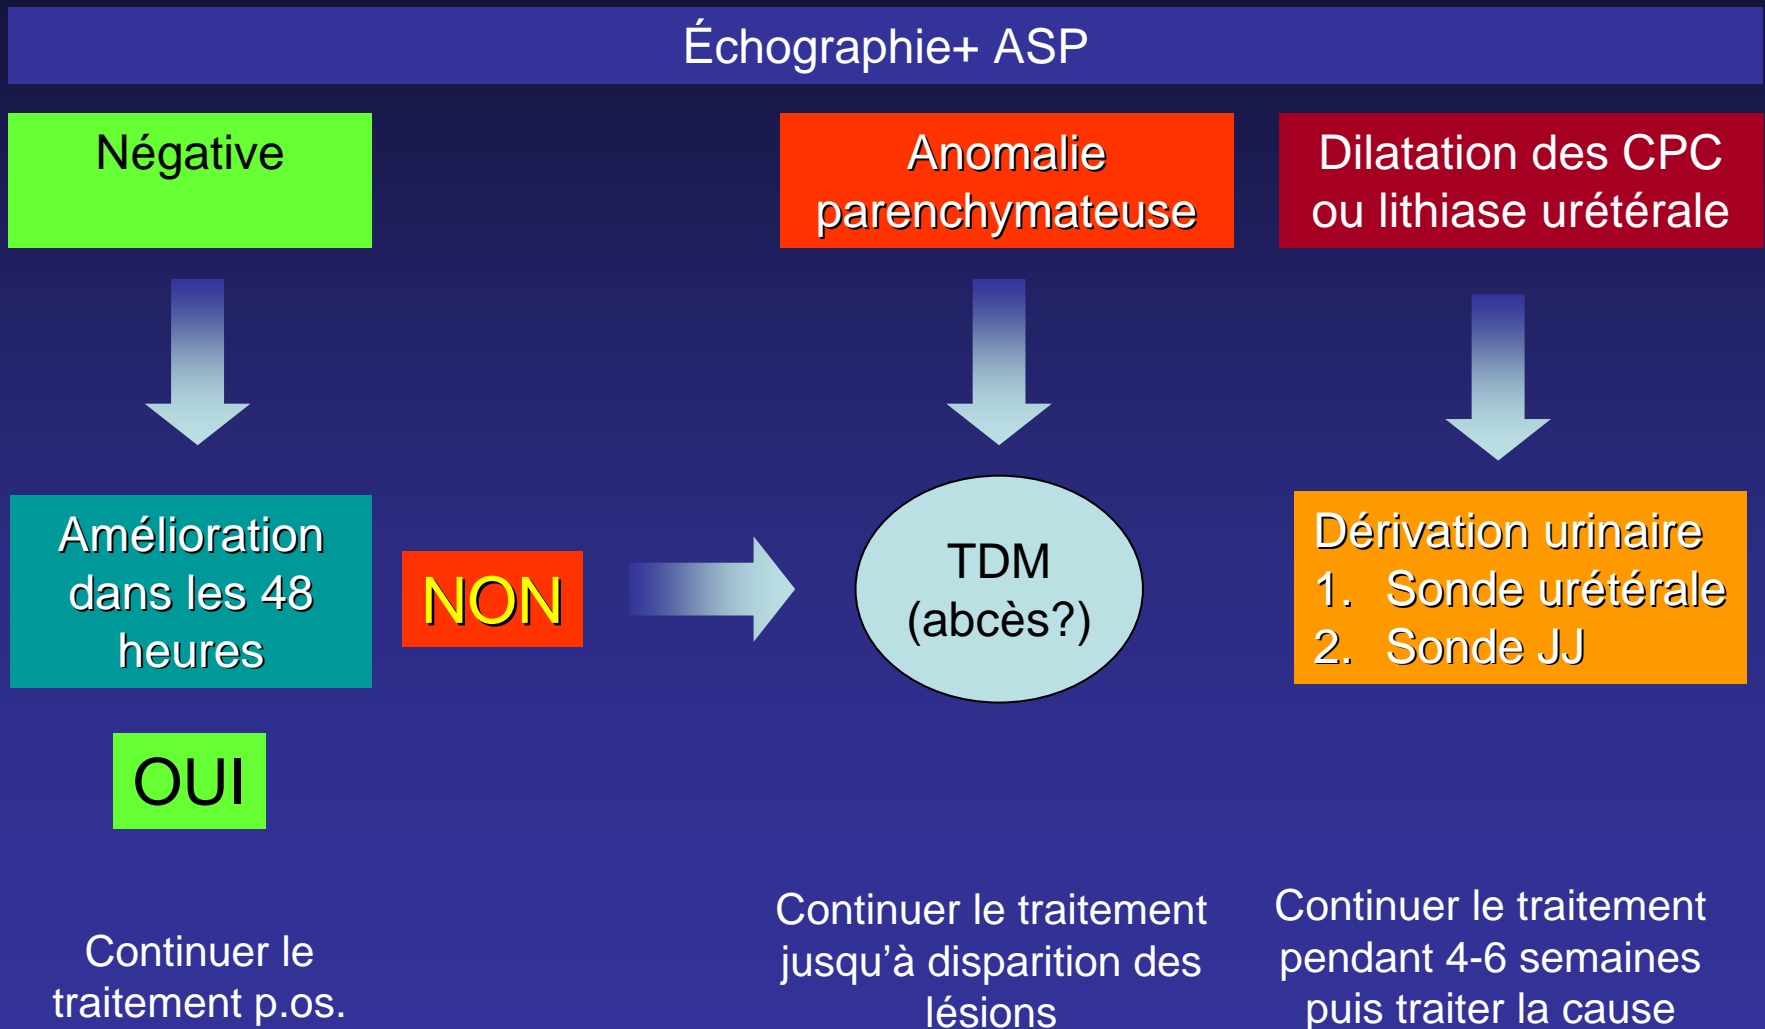 Échographie+ ASP
Négative
Anomalie
parenchymateuse
Dilatation des CPC
ou lithiase urétérale
Amélioration
dans les 48
heures
NON
TDM
(abcès?)
Dérivation urinaire
1. Sonde urétérale
2. Sonde JJ
OUI
Continuer le
traitement p.os.
Continuer le traitement
jusqu’à disparition des
lésions
Continuer le traitement
pendant 4-6 semaines
puis traiter la cause